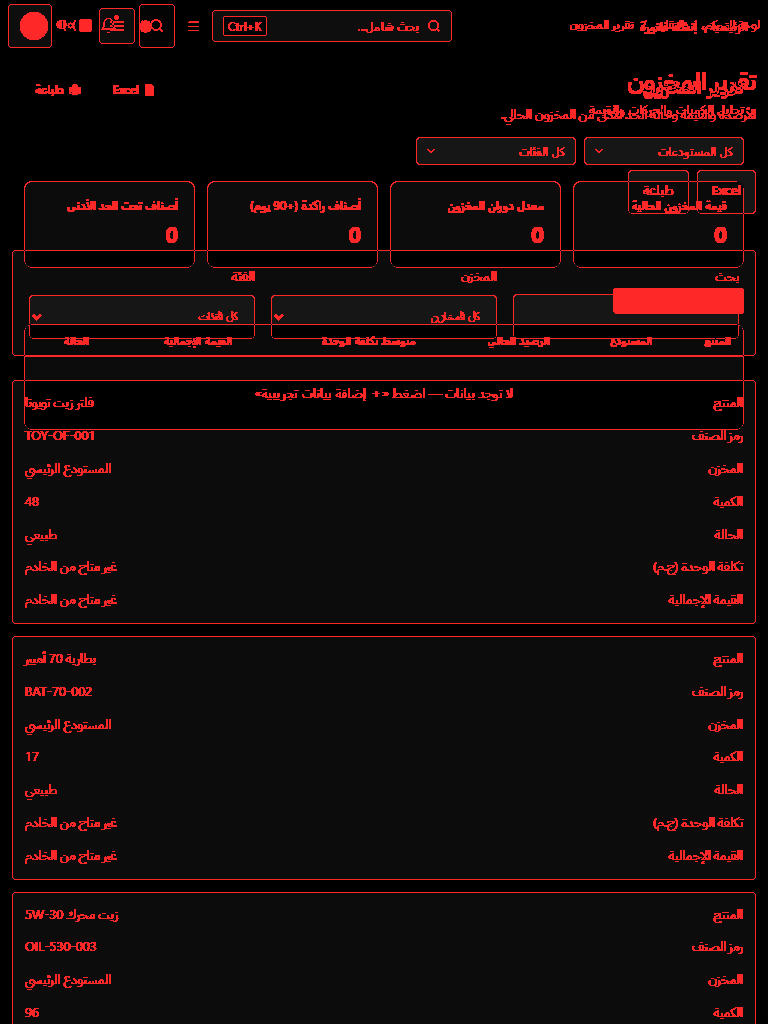 بحث شامل...
Ctrl+K
تقرير المخزون
تقرير المخزون
Excel
طباعة
كل المستودعات
كل الفئات
Excel
طباعة
قيمة المخزون الحالية
معدل دوران المخزون
أصناف راكدة (+90 يوم)
أصناف تحت الحد الأدنى
0
0
0
0
بحث
المخزن
الفئة
كل المخازن
كل الفئات
المنتج
المستودع
الرصيد الحالي
متوسط تكلفة الوحدة
القيمة الإجمالية
الحالة
لا توجد بيانات — اضغط «+ إضافة بيانات تجريبية»
المنتج
فلتر زيت تويوتا
رمز الصنف
TOY-OF-001
المخزن
المستودع الرئيسي
الكمية
48
الحالة
طبيعي
تكلفة الوحدة (ج.م)
غير متاح من الخادم
القيمة الإجمالية
غير متاح من الخادم
المنتج
بطارية 70 أمبير
رمز الصنف
BAT-70-002
المخزن
المستودع الرئيسي
الكمية
17
الحالة
طبيعي
تكلفة الوحدة (ج.م)
غير متاح من الخادم
القيمة الإجمالية
غير متاح من الخادم
المنتج
زيت محرك 5W-30
رمز الصنف
OIL-530-003
المخزن
المستودع الرئيسي
الكمية
96